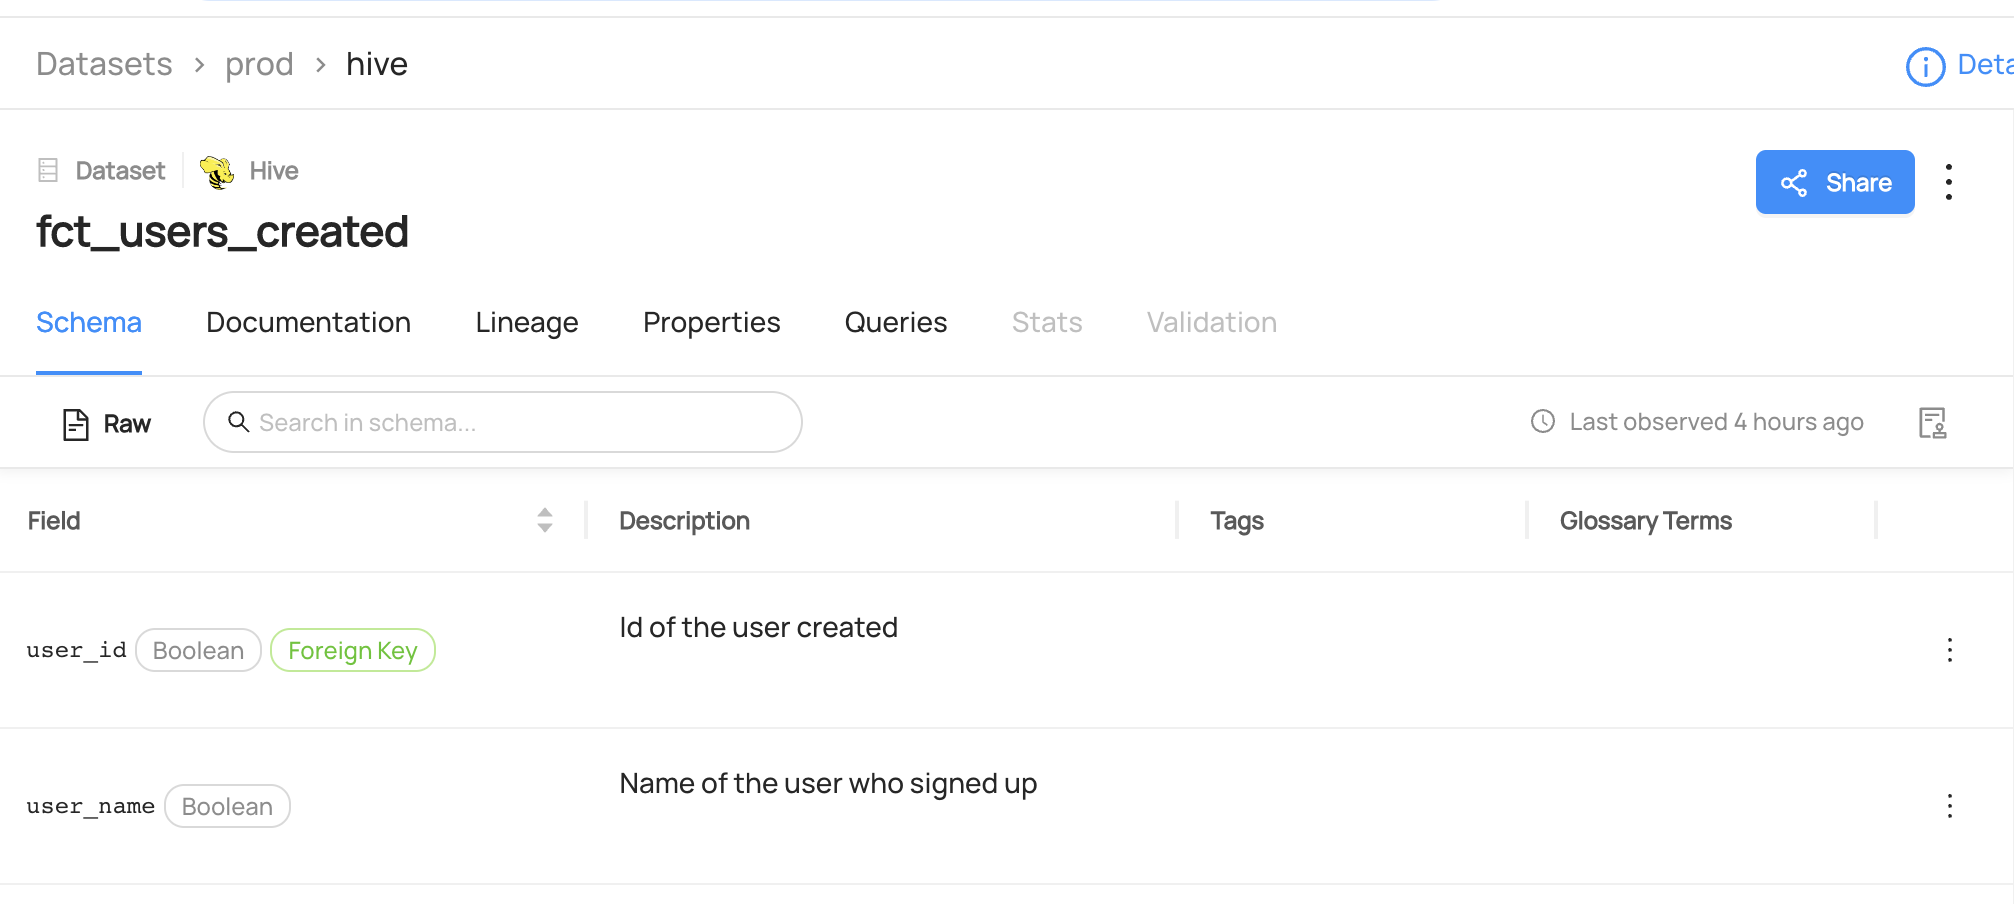 Datasets > prod > hive
Dataset Hive
Share
fct_users_created
Schema Documentation Lineage Properties Queries Stats Validation
Raw Search in schema... Last observed 4 hours ago
Field Description Tags Glossary Terms
user_id Boolean Foreign Key Id of the user created
user_name Boolean Name of the user who signed up